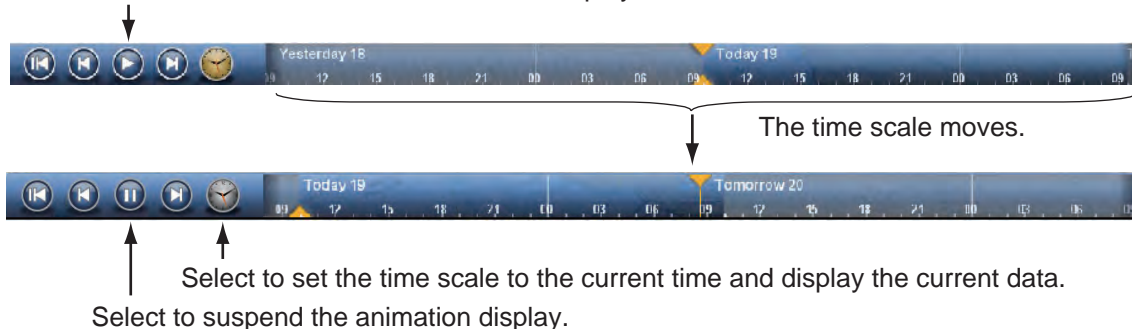 Yesterday 18 Today 19
09 12 15 18 21 00 03 06 09 12 15 18 21 00 03 06 09
The time scale moves.
Today 19 Tomorrow 20
09 12 15 18 21 00 03 06 09 12 15 18 21 00 03 06
Select to set the time scale to the current time and display the current data.
Select to suspend the animation display.